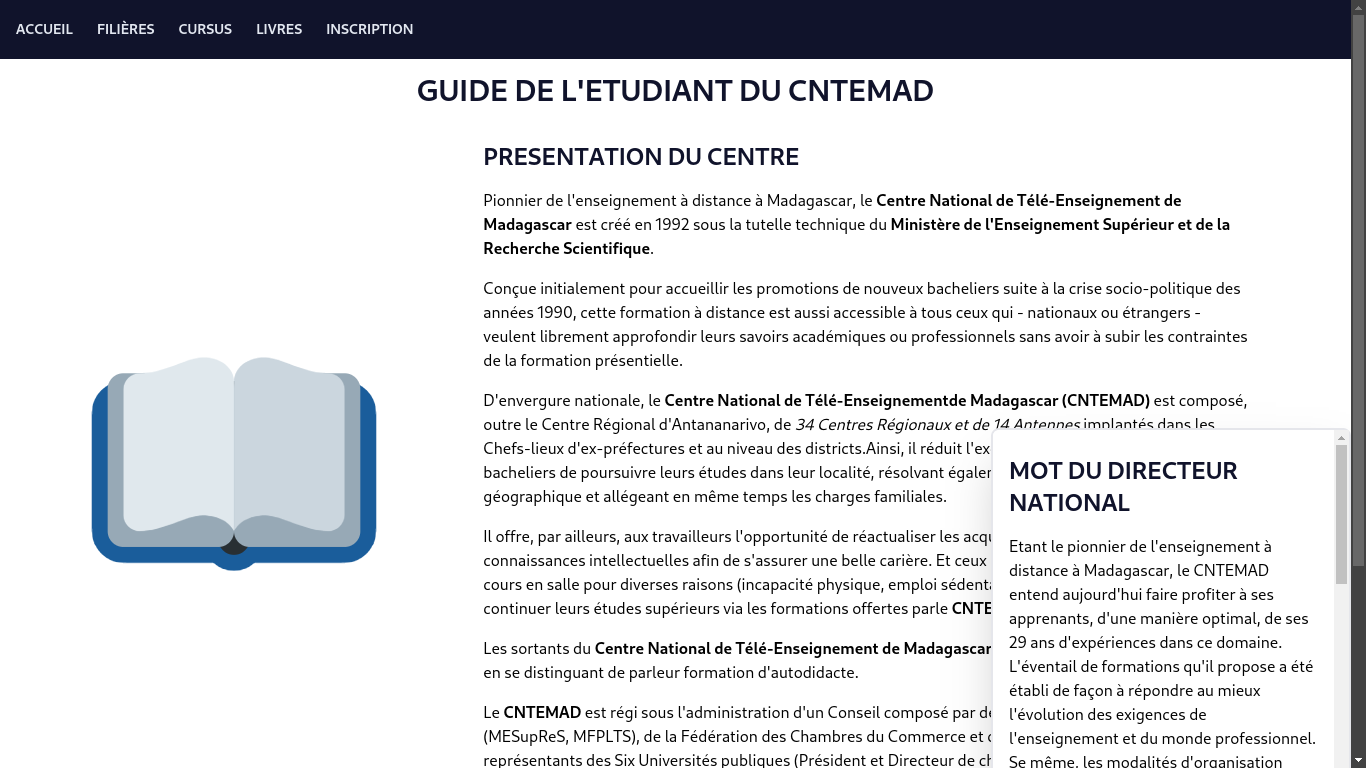 ACCUEIL FILIÈRES CURSUS LIVRES INSCRIPTION
GUIDE DE L'ETUDIANT DU CNTEMAD
PRESENTATION DU CENTRE
Pionnier de l'enseignement à distance à Madagascar, le Centre National de Télé-Enseignement de
Madagascar est créé en 1992 sous la tutelle technique du Ministère de l'Enseignement Supérieur et de la
Recherche Scientifique.
Conçue initialement pour accueillir les promotions de nouveux bacheliers suite à la crise socio-politique des
années 1990, cette formation à distance est aussi accessible à tous ceux qui - nationaux ou étrangers -
veulent librement approfondir leurs savoirs académiques ou professionnels sans avoir à subir les contraintes
de la formation présentielle.
D'envergure nationale, le Centre National de Télé-Enseignementde Madagascar (CNTEMAD) est composé,
outre le Centre Régional d'Antananarivo, de 34 Centres Régionaux et de 14 Antennes implantés dans les
Chefs-lieux d'ex-préfectures et au niveau des districts.Ainsi, il réduit l'ex
bacheliers de poursuivre leurs études dans leur localité, résolvant égaler
géographique et allégeant en même temps les charges familiales.
Il offre, par ailleurs, aux travailleurs l'opportunité de réactualiser les acqu
connaissances intellectuelles afin de s'assurer une belle carière. Et ceux
cours en salle pour diverses raisons (incapacité physique, emploi sédenta
continuer leurs études supérieurs via les formations offertes parle CNTE
Les sortants du Centre National de Télé-Enseignement de Madagascar
en se distinguant de parleur formation d'autodidacte.
Le CNTEMAD est régi sous l'administration d'un Conseil composé par de
(MESupReS, MFPLTS), de la Fédération des Chambres du Commerce et d
représentants des Six Universités publiques (Président et Directeur de ch
MOT DU DIRECTEUR
NATIONAL
Etant le pionnier de l'enseignement à
distance à Madagascar, le CNTEMAD
entend aujourd'hui faire profiter à ses
apprenants, d'une manière optimal, de ses
29 ans d'expériences dans ce domaine.
L'éventail de formations qu'il propose a été
établi de façon à répondre au mieux
l'évolution des exigences de
l'enseignement et du monde professionnel.
Se même, les modalités d'organisation